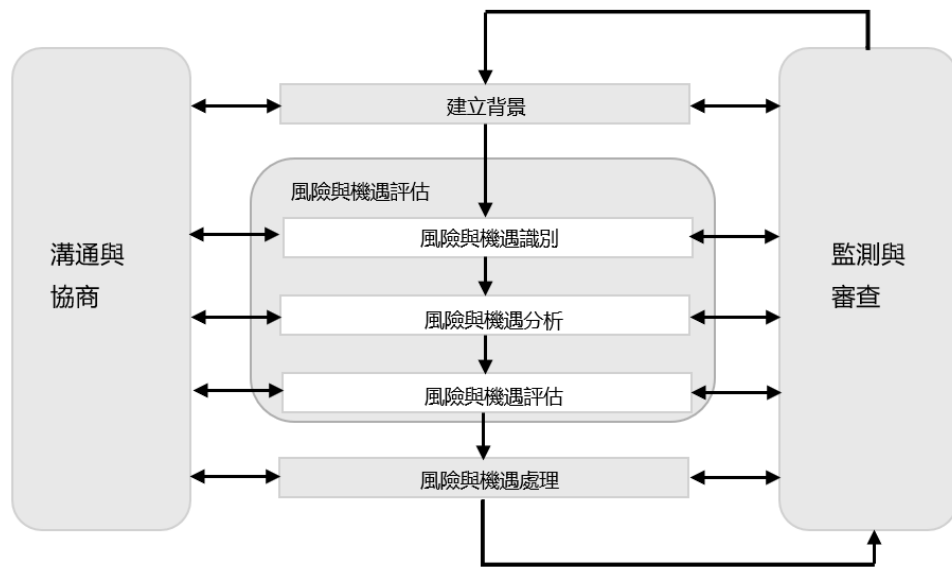 建立背景
風險與機遇評估
風險與機遇識別
溝通與
協商
監測與
審查
風險與機遇分析
風險與機遇評估
風險與機遇處理